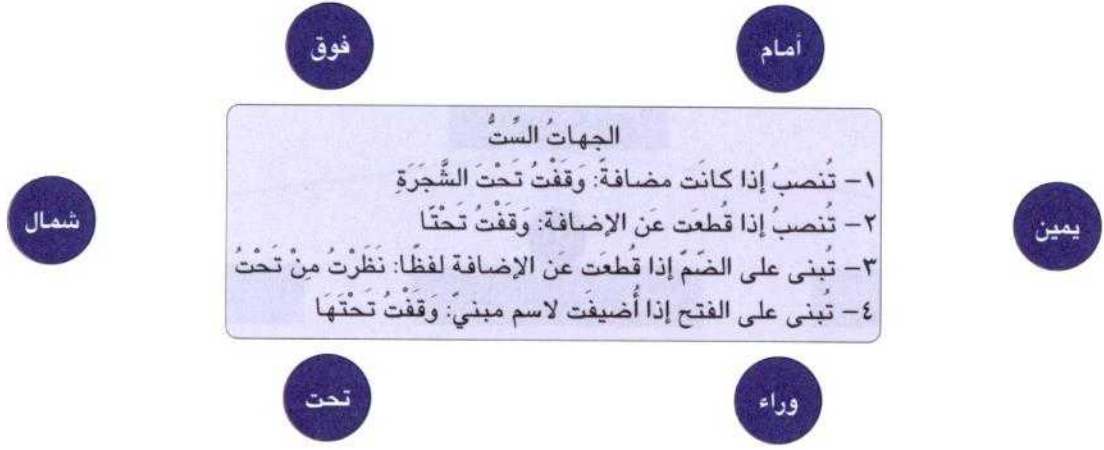 أمام
فوق
الجهاتُ السِّتُّ
١- تُنصبُ إذا كانَت مضافةً: وَقَفْتُ تَحْتَ الشَّجَرَةِ
٢- تُنصبُ إذا قُطعَت عَن الإضافة: وَقَفْتُ تَحْتًا
٣- تُبنى على الضّمّ إذا قُطعَت عَن الإضافة لفظًا: نَظَرْتُ مِنْ تَحْتُ
٤- تُبنى على الفتح إذا أُضيفَت لاسم مبنيّ: وَقَفْتُ تَحْتَهَا
يمين
شمال
وراء
تحت